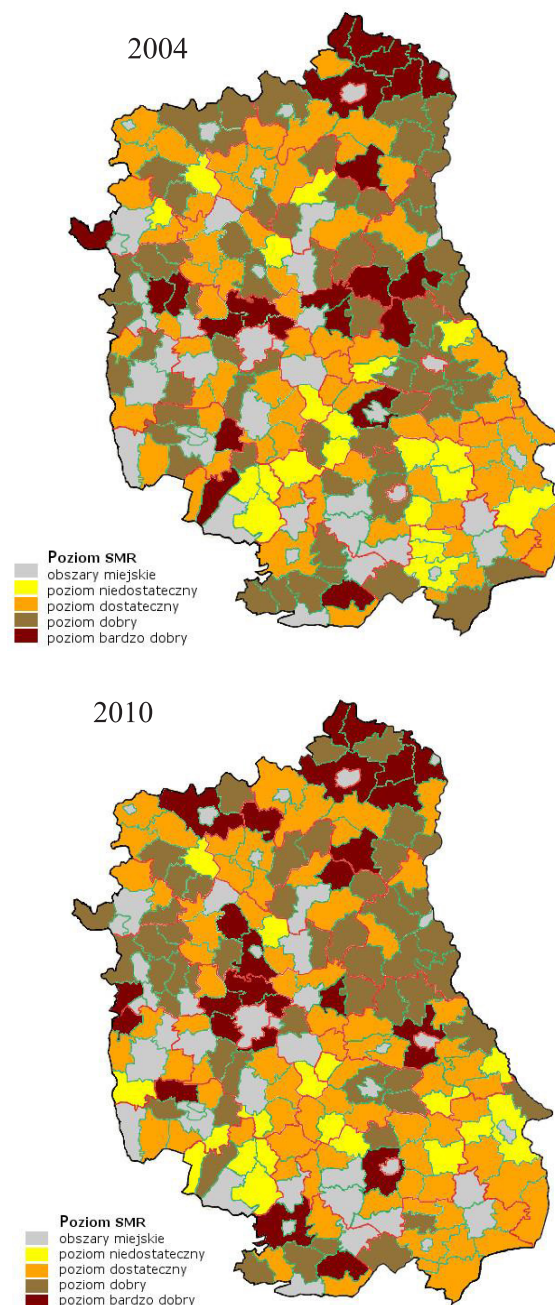 2004
Poziom SMR
obszary miejskie
poziom niedostateczny
poziom dostateczny
poziom dobry
poziom bardzo dobry
2010
Poziom SMR
obszary miejskie
poziom niedostateczny
poziom dostateczny
poziom dobry
poziom bardzo dobry